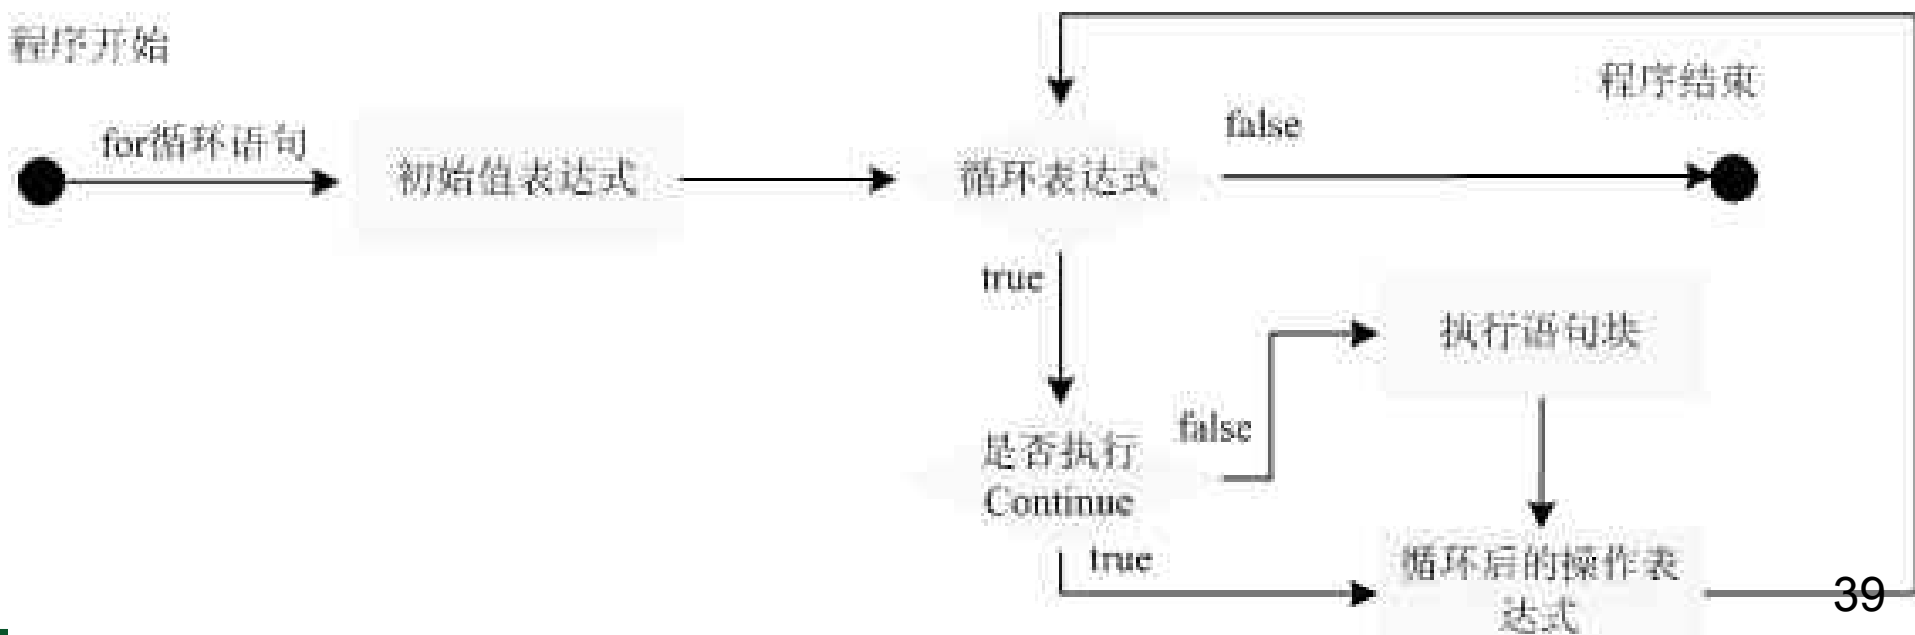 程序开始
程序结束
for循环语句
初始值表达式
循环表达式
false
true
执行语句块
false
是否执行
Continue
true
循环后的操作表
达式
39